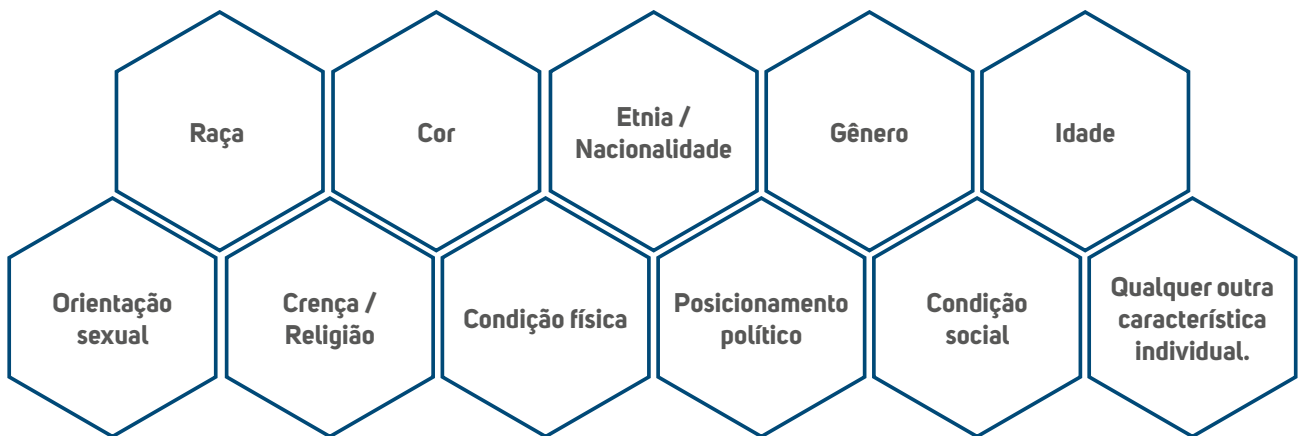 Raça
Cor
Etnia /
Nacionalidade
Gênero
Idade
Orientação
sexual
Crença /
Religião
Condição física
Posicionamento
político
Condição
social
Qualquer outra
característica
individual.